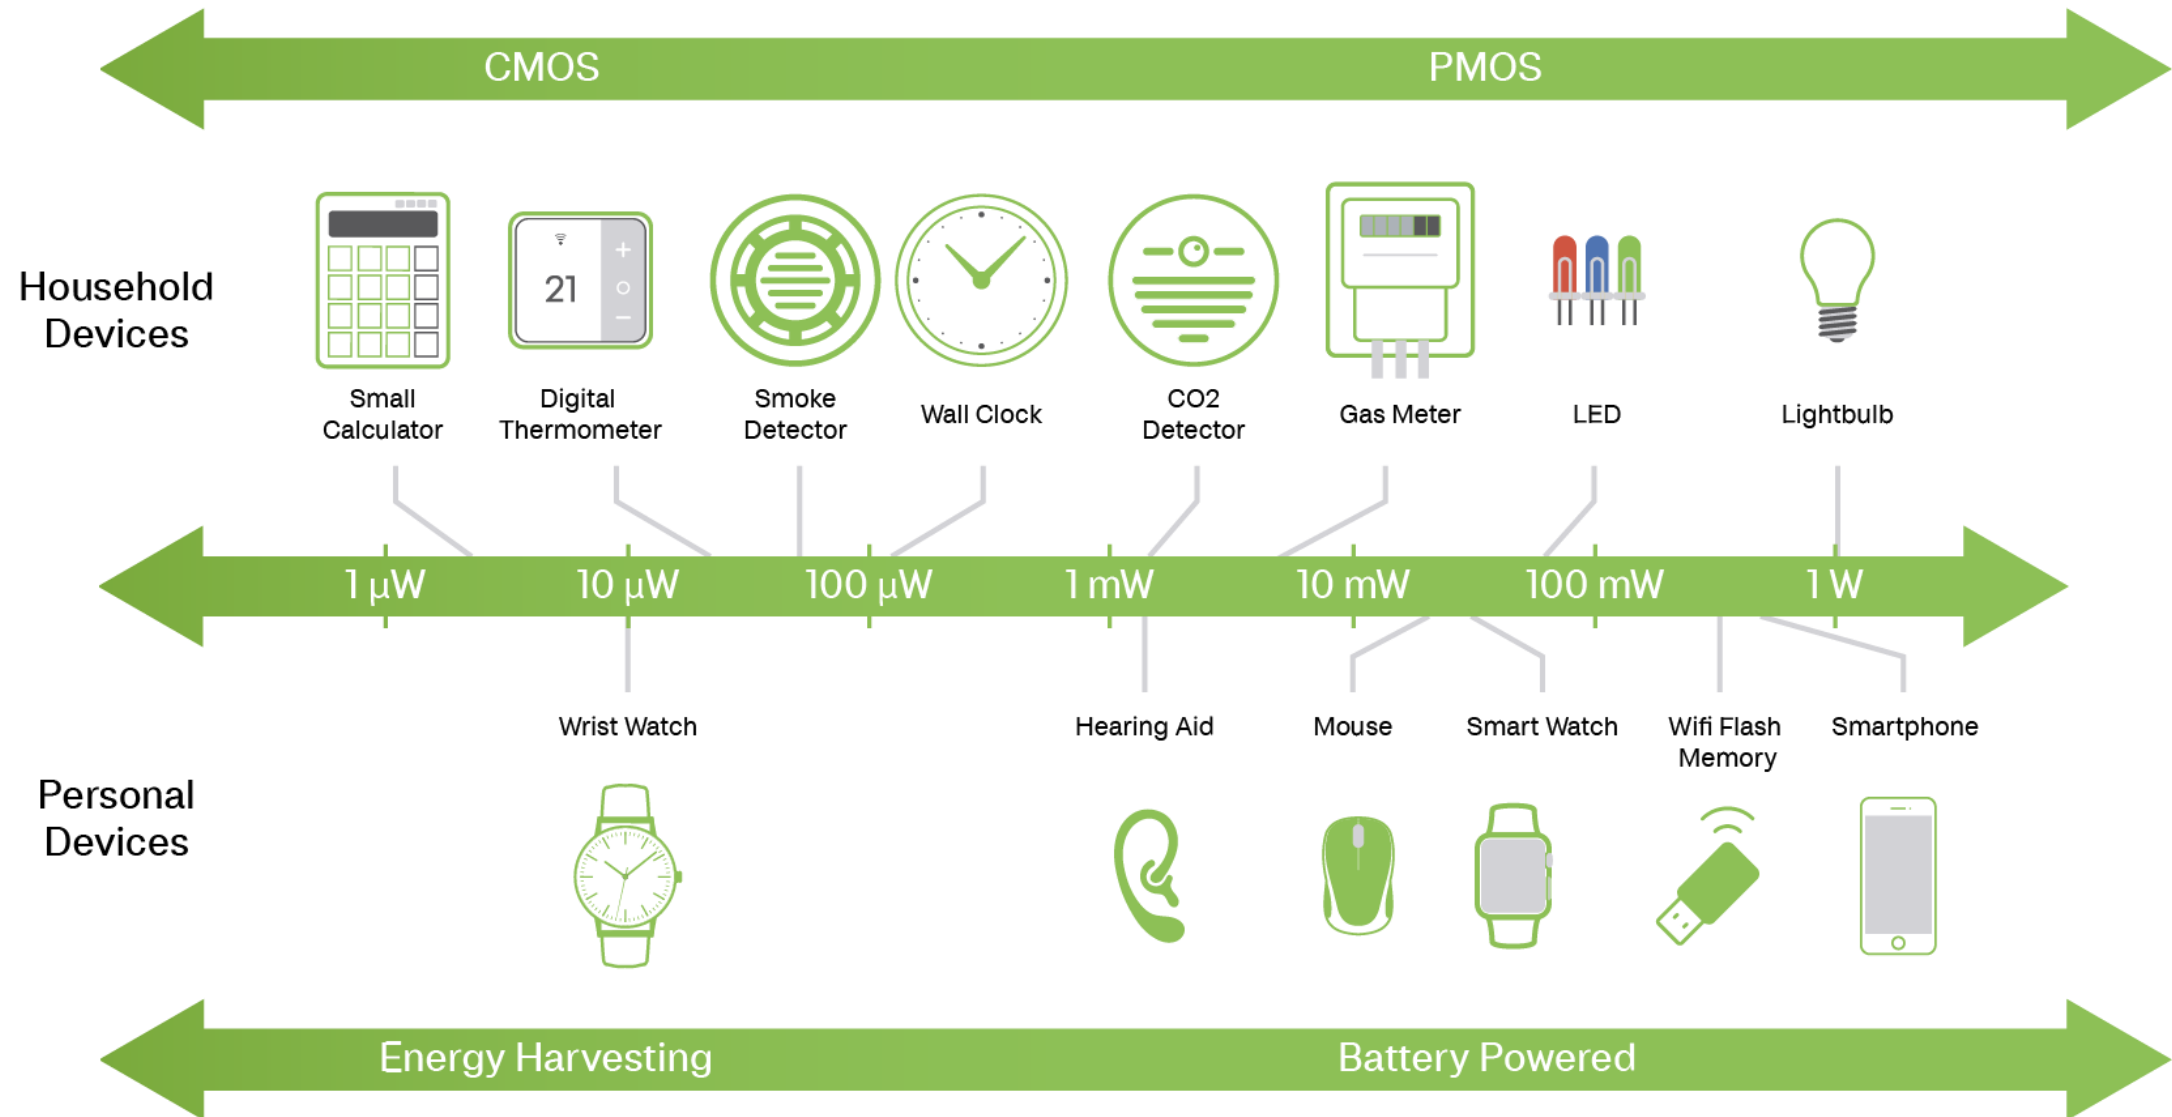 CMOS PMOS
Household
Devices
21
Small
Calculator
Digital
Thermometer
Smoke
Detector
Wall Clock
CO2
Detector
Gas Meter
LED
Lightbulb
1 µW 10 µW 100 µW 1 mW 10 mW 100 mW 1 W
Personal
Devices
Wrist Watch
Hearing Aid
Mouse
Smart Watch
Wifi Flash
Memory
Smartphone
Energy Harvesting Battery Powered